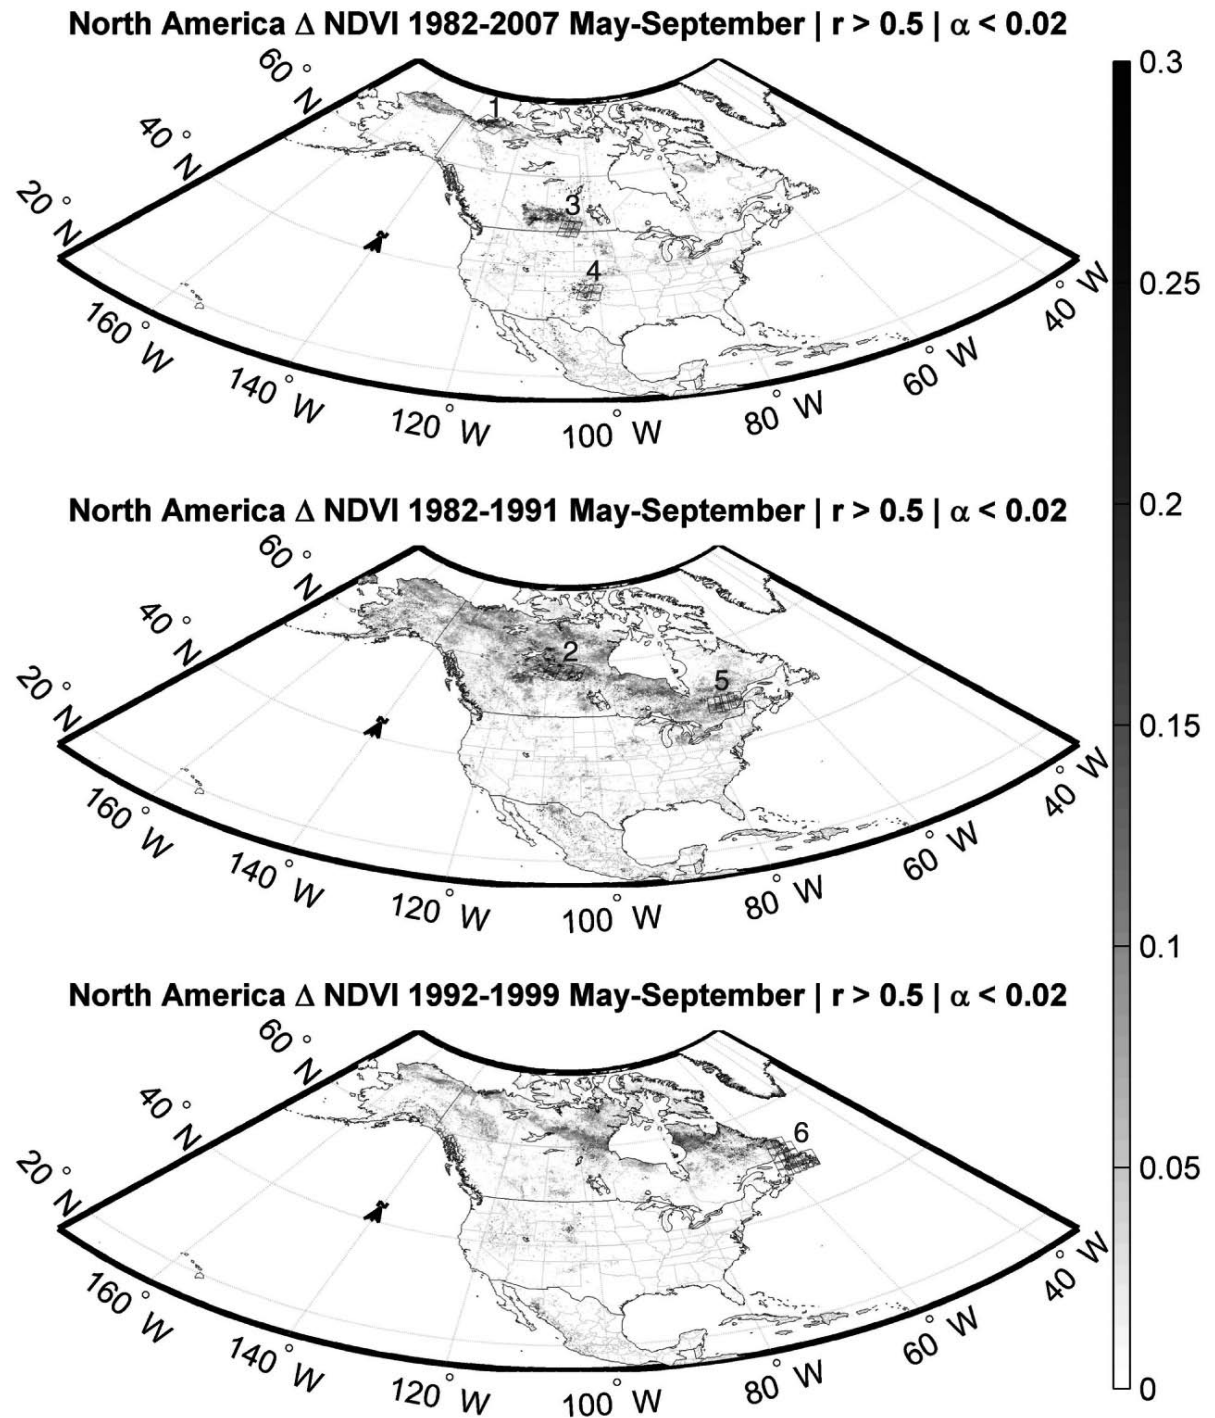 North America Δ NDVI 1982-2007 May-September | r > 0.5 | α < 0.02
60° N
40° N
20° N
160° W
140° W
120° W
100° W
80° W
60° W
40° W
1
3
4
North America Δ NDVI 1982-1991 May-September | r > 0.5 | α < 0.02
60° N
40° N
20° N
160° W
140° W
120° W
100° W
80° W
60° W
40° W
2
5
North America Δ NDVI 1992-1999 May-September | r > 0.5 | α < 0.02
60° N
40° N
20° N
160° W
140° W
120° W
100° W
80° W
60° W
40° W
6
0.3
0.25
0.2
0.15
0.1
0.05
0